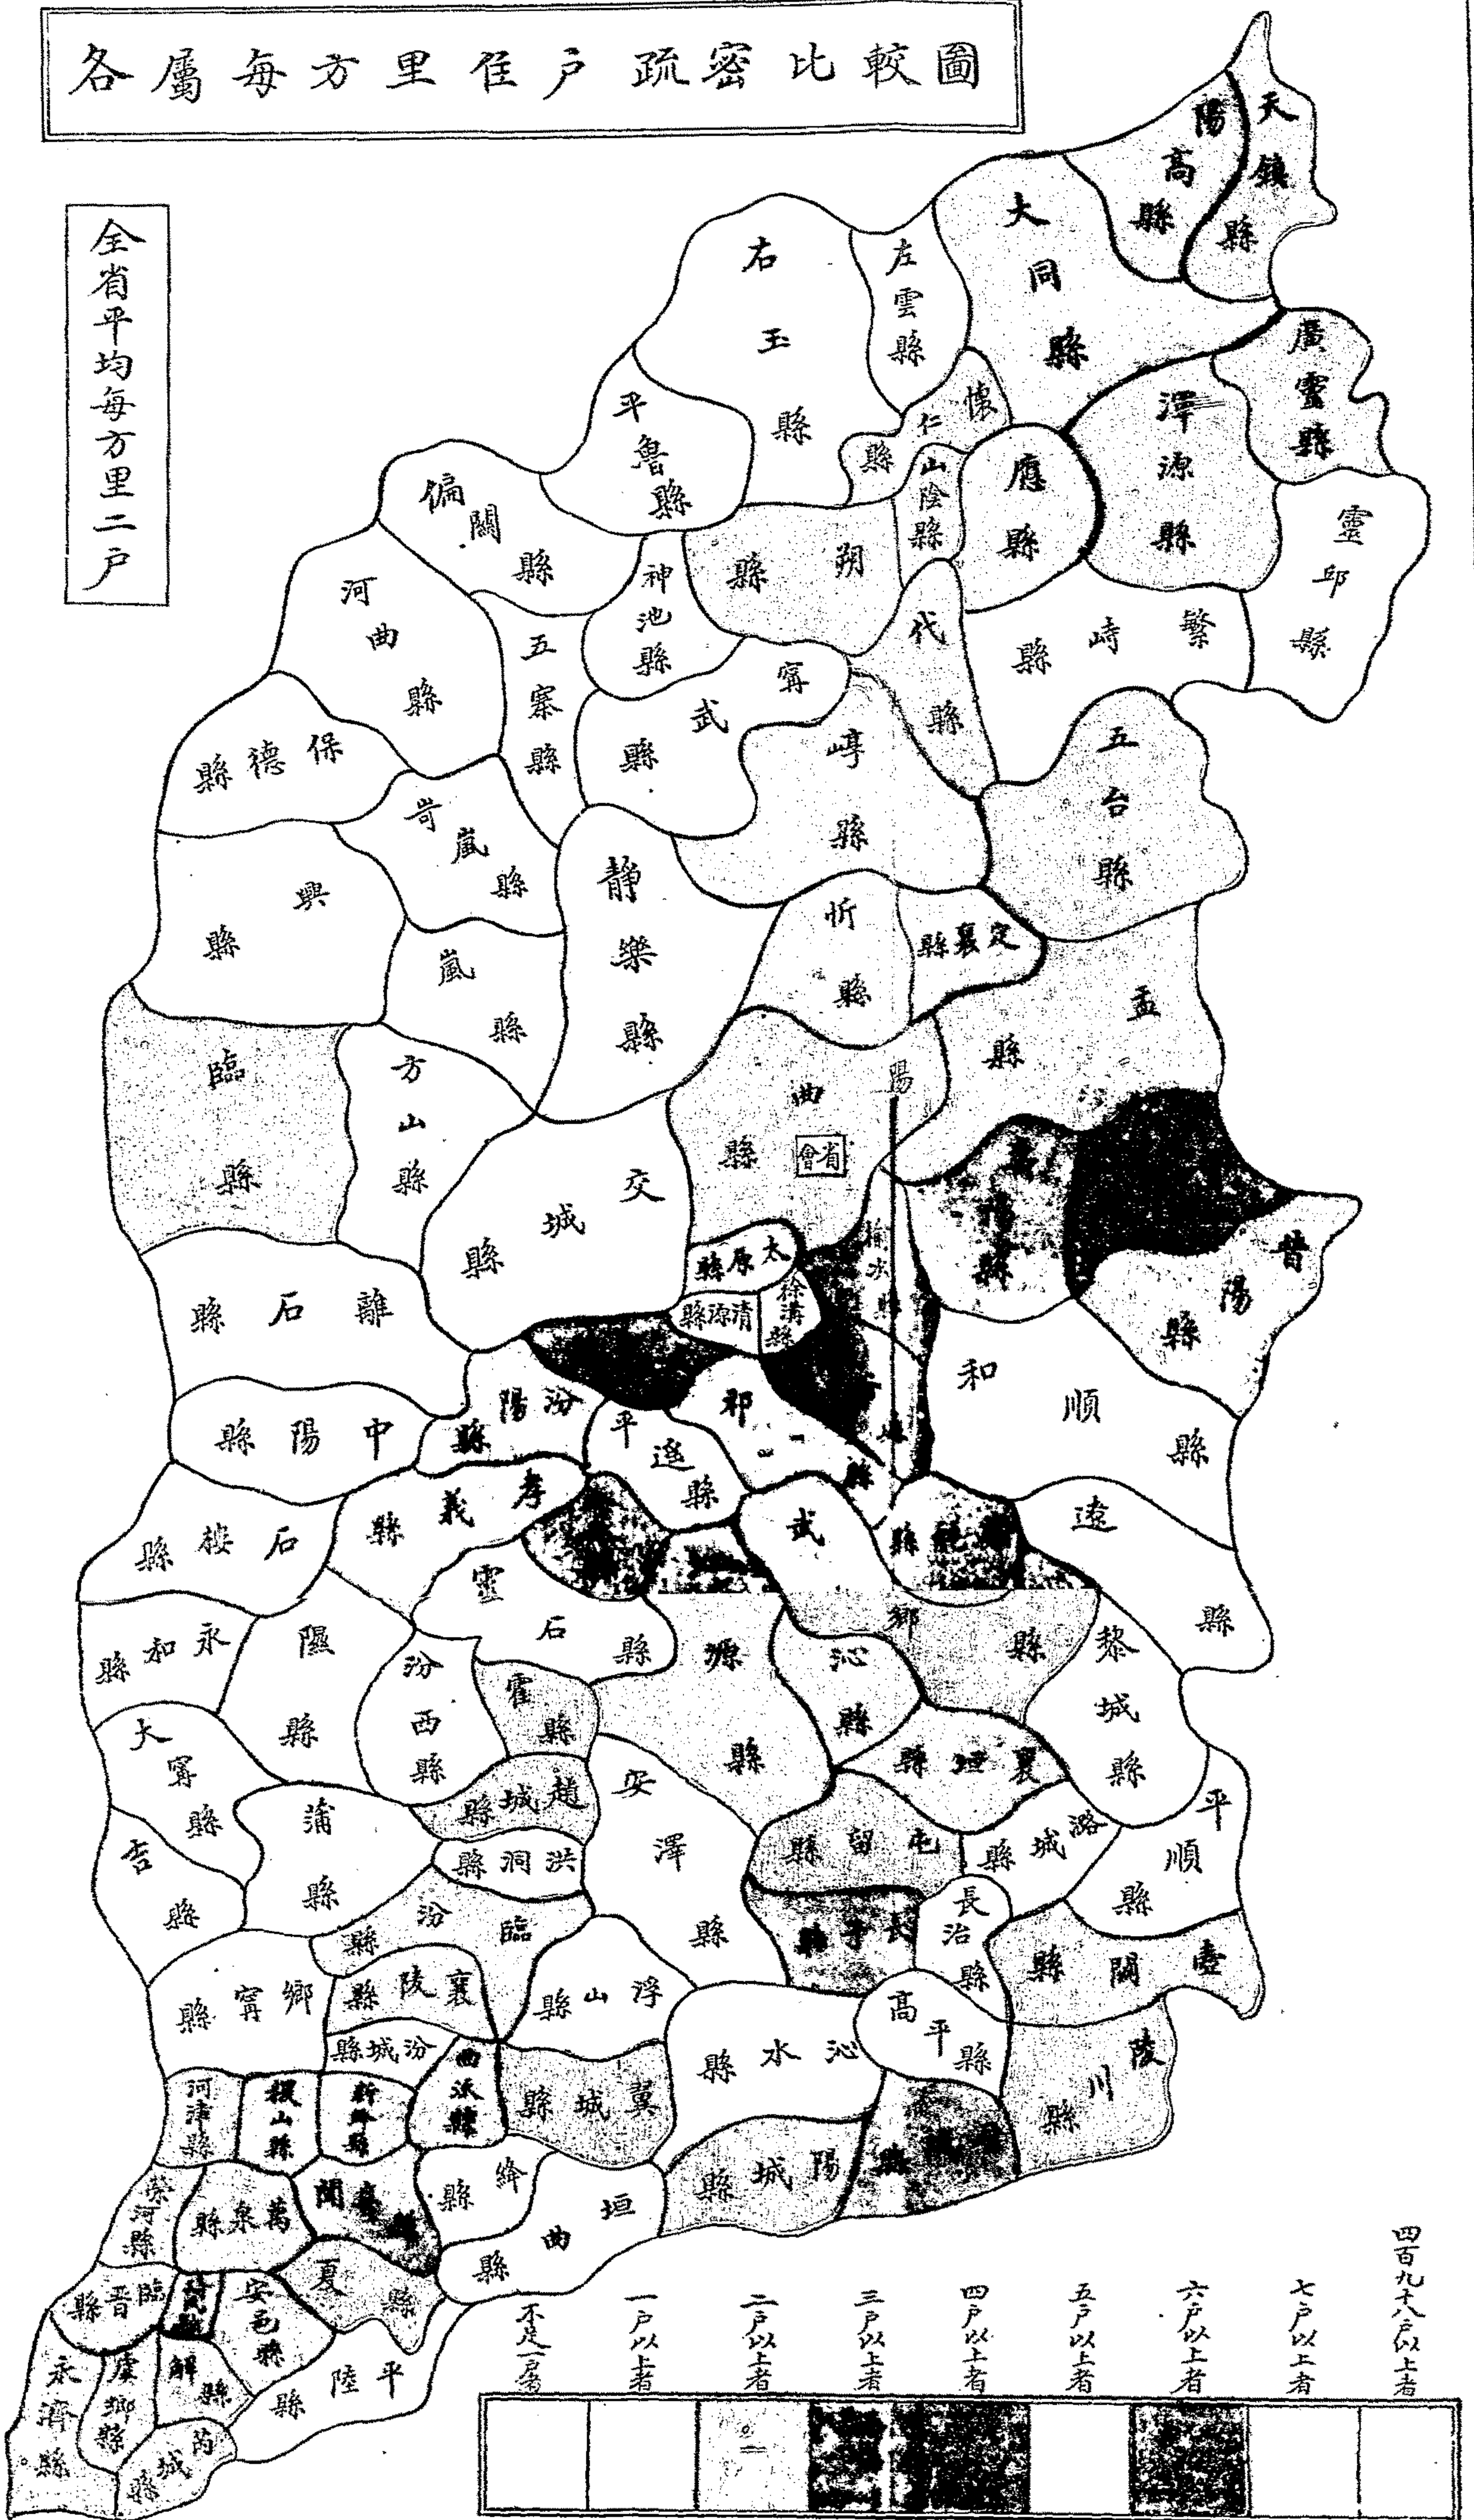 各屬每方里住戶疏密比較圖
全省平均每方里二戶
天鎮縣
陽高縣
大同縣
左雲縣
右玉縣
平魯縣
廣靈縣
渾源縣
懷仁縣
山陰縣
應縣
靈邱縣
偏關縣
神池縣
朔縣
代縣
繁峙縣
河曲縣
五寨縣
寗武縣
崞縣
五台縣
保德縣
岢嵐縣
靜樂縣
忻縣
定襄縣
興縣
嵐縣
盂縣
臨縣
方山縣
陽曲縣
省會
交城縣
太原縣
清源縣
徐溝縣
昔陽縣
離石縣
和順縣
中陽縣
汾陽縣
平遙縣
祁縣
孝義縣
石樓縣
武鄉縣
遼縣
靈石縣
永和縣
隰縣
汾西縣
霍縣
沁源縣
沁縣
黎城縣
襄垣縣
大寗縣
蒲縣
趙城縣
安澤縣
屯留縣
潞城縣
平順縣
吉縣
洪洞縣
臨汾縣
長子縣
長治縣
壺關縣
鄉寗縣
襄陵縣
浮山縣
汾城縣
曲沃縣
翼城縣
沁水縣
高平縣
陵川縣
河津縣
稷山縣
新絳縣
絳縣
垣曲縣
陽城縣
榮河縣
萬泉縣
聞喜縣
夏縣
臨晉縣
猗氏縣
安邑縣
解縣
虞鄉縣
永濟縣
芮城縣
平陸縣
不足一戶者
一戶以上者
二戶以上者
三戶以上者
四戶以上者
五戶以上者
六戶以上者
七戶以上者
四百九十八戶以上者